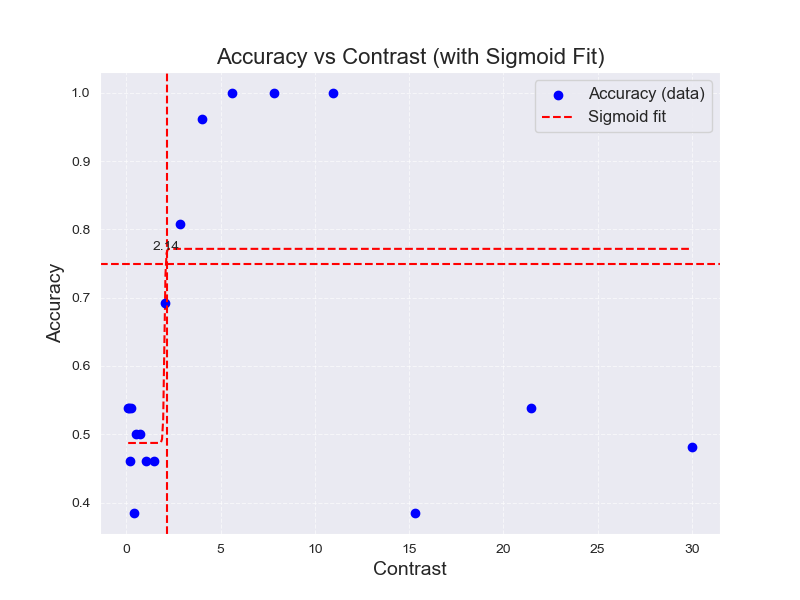 Accuracy vs Contrast (with Sigmoid Fit)
Accuracy (data)
Sigmoid fit
1.0
0.9
0.8
0.7
0.6
0.5
0.4
Accuracy
2.14
0 5 10 15 20 25 30
Contrast